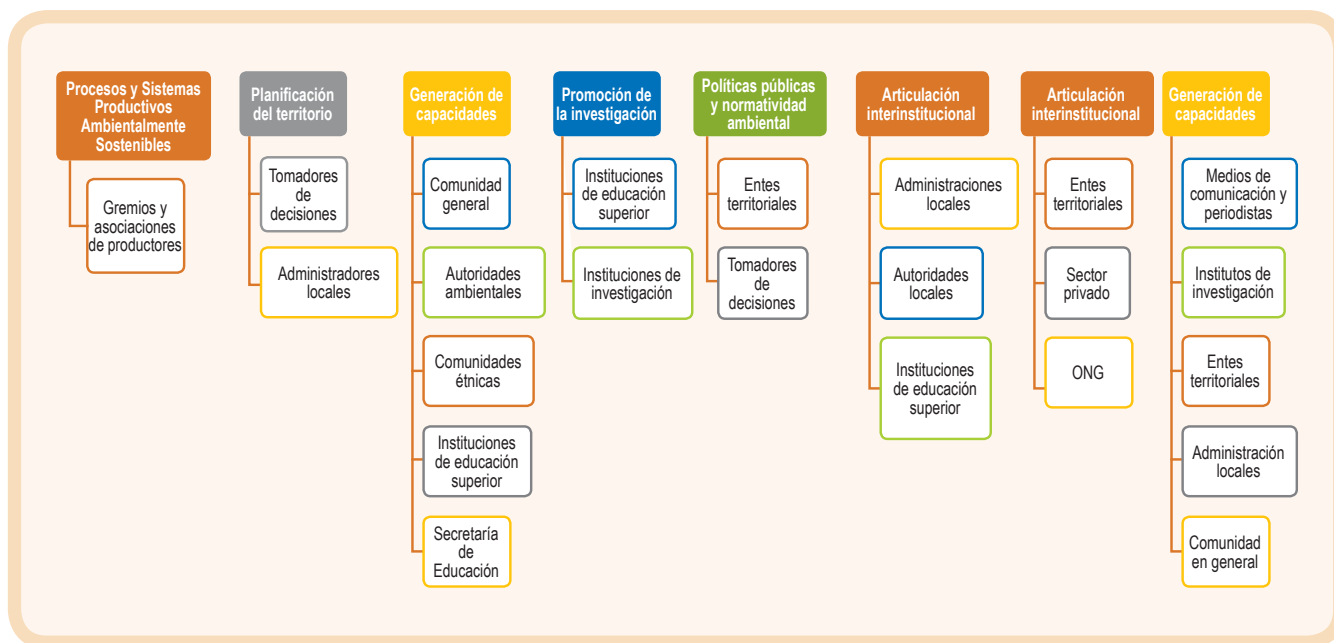 Procesos y Sistemas
Productivos
Ambientalmente
Sostenibles
Gremios y
asociaciones
de productores
Planificación
del territorio
Tomadores
de
decisiones
Administradores
locales
Generación de
capacidades
Comunidad
general
Autoridades
ambientales
Comunidades
étnicas
Instituciones
de educación
superior
Secretaría
de
Educación
Promoción de
la investigación
Instituciones
de educación
superior
Instituciones de
investigación
Políticas públicas
y normatividad
ambiental
Entes
territoriales
Tomadores
de
decisiones
Articulación
interinstitucional
Administraciones
locales
Autoridades
locales
Instituciones
de educación
superior
Articulación
interinstitucional
Entes
territoriales
Sector
privado
ONG
Generación de
capacidades
Medios de
comunicación y
periodistas
Institutos de
investigación
Entes
territoriales
Administración
locales
Comunidad
en general